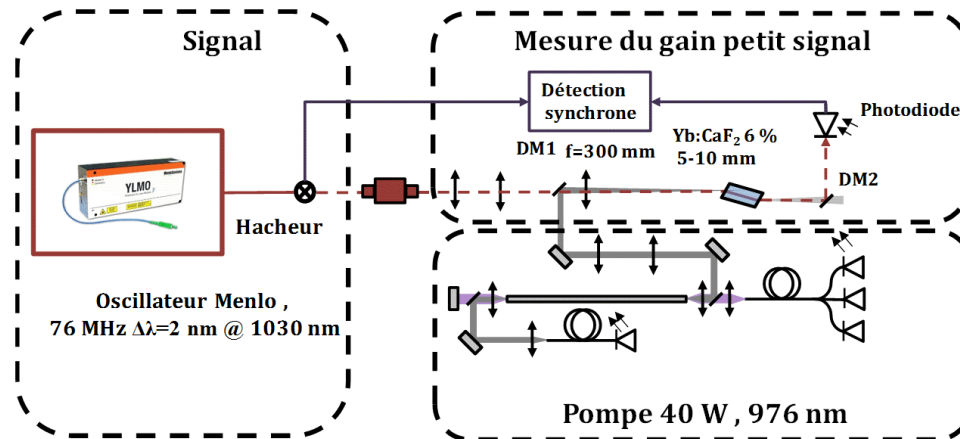 Signal
Mesure du gain petit signal
Détection
synchrone
Photodiode
DM1 f=300 mm
Yb:CaF₂ 6 %
5-10 mm
DM2
YLMO
Hacheur
Oscillateur Menlo ,
76 MHz Δλ=2 nm @ 1030 nm
Pompe 40 W , 976 nm